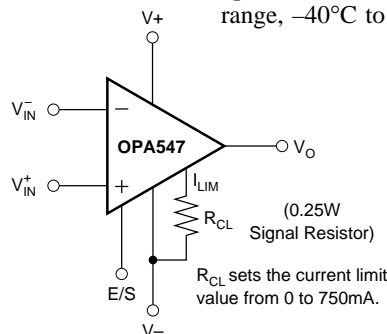 range, –40°C to
V+
V–IN
–
OPA547
VO
V+IN
+
ILIM
RCL
(0.25W
Signal Resistor)
RCL sets the current limit
value from 0 to 750mA.
E/S
V–